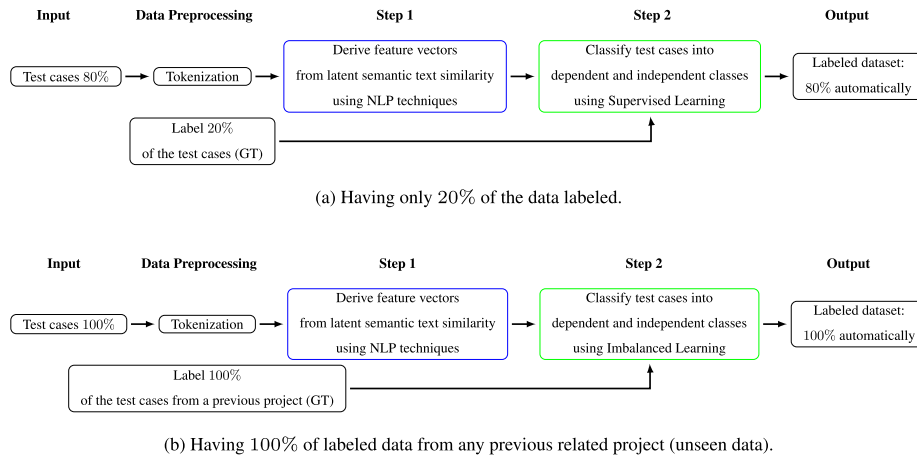 Input Data Preprocessing Step 1 Step 2 Output
Test cases 80%
Tokenization
Derive feature vectors
from latent semantic text similarity
using NLP techniques
Classify test cases into
dependent and independent classes
using Supervised Learning
Labeled dataset:
80% automatically
Label 20%
of the test cases (GT)
(a) Having only 20% of the data labeled.
Input Data Preprocessing Step 1 Step 2 Output
Test cases 100%
Tokenization
Derive feature vectors
from latent semantic text similarity
using NLP techniques
Classify test cases into
dependent and independent classes
using Imbalanced Learning
Labeled dataset:
100% automatically
Label 100%
of the test cases from a previous project (GT)
(b) Having 100% of labeled data from any previous related project (unseen data).